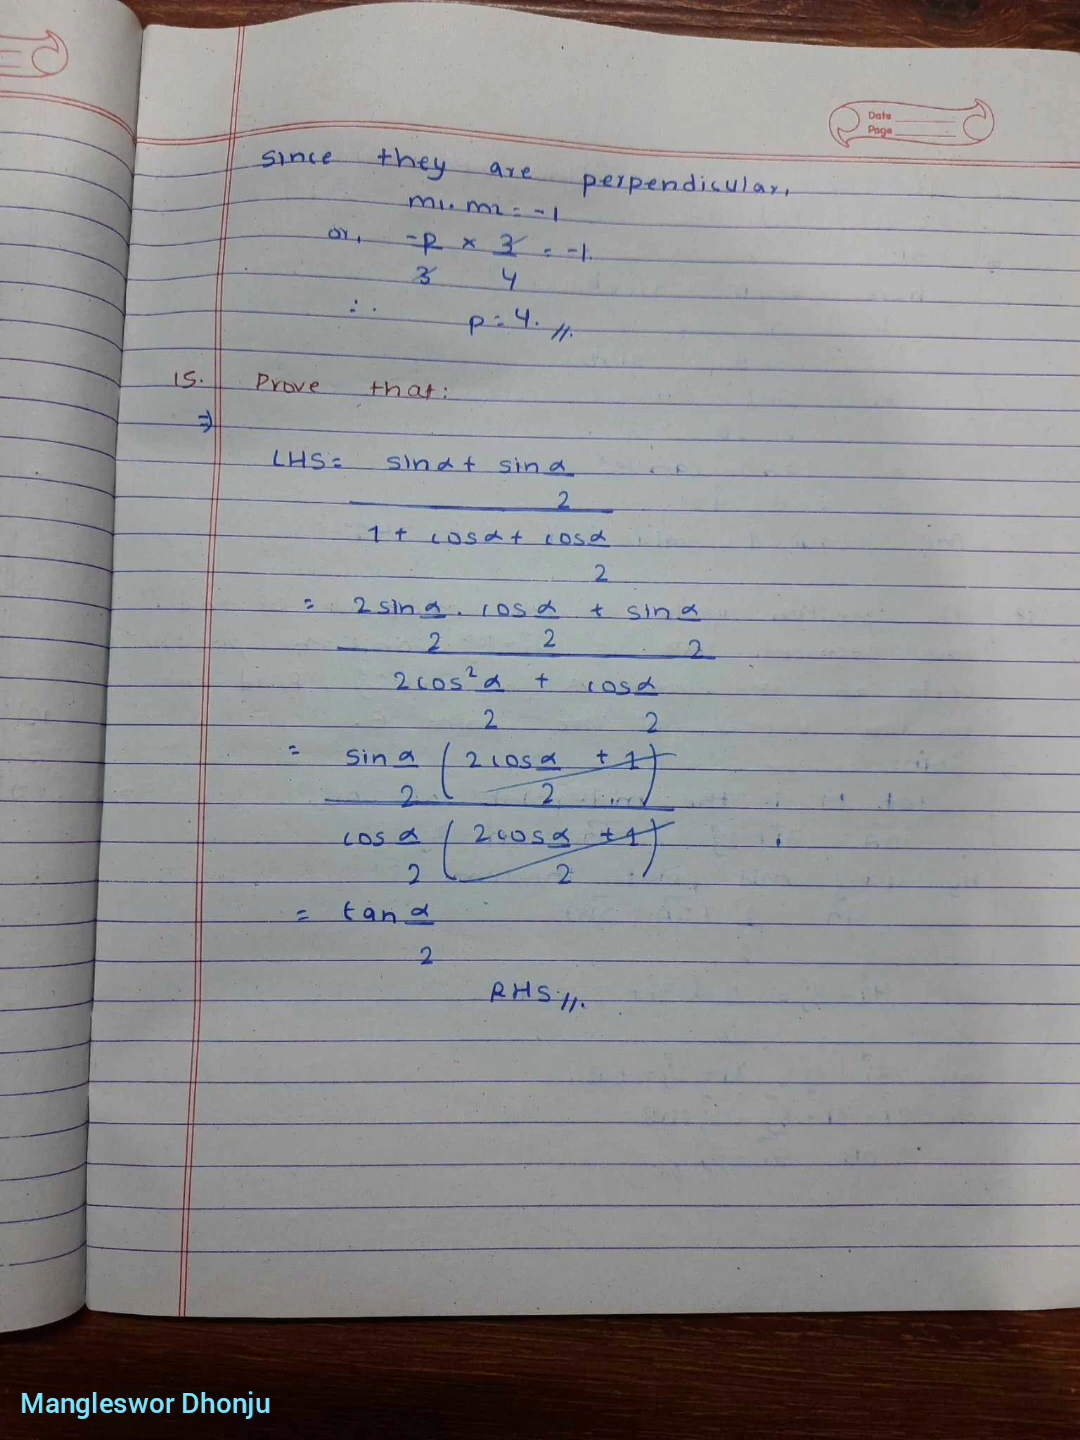 Date
Page
since they are perpendicular,
m1. m2 = -1
or, -p/3 × 3/4 = -1.
∴ p = 4. //.
15. Prove that:
⇒
LHS = sinα + sin α/2
1 + cosα + cos α/2
= 2 sin α/2 . cos α/2 + sin α/2
2cos² α/2 + cos α/2
= sin α/2 (2cos α/2 + 1)
cos α/2 (2cos α/2 + 1)
= tan α/2
RHS //.
Mangleswor Dhonju